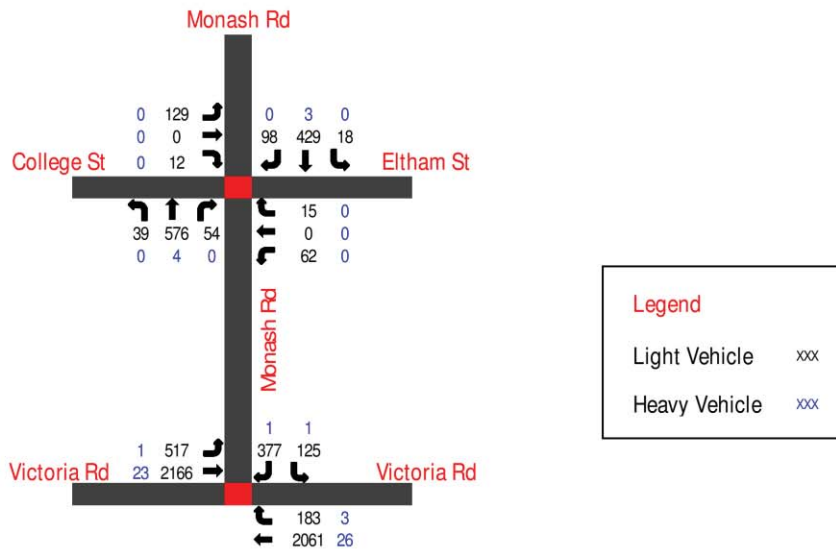 Monash Rd
0 129 0 3 0
0 0 98 429 18
College St 0 12 Eltham St
15 0
39 576 54 0 0
0 4 0 62 0
Monash Rd
Legend
Light Vehicle xxx
Heavy Vehicle xxx
1 1
1 517 377 125
Victoria Rd 23 2166 Victoria Rd
183 3
2061 26